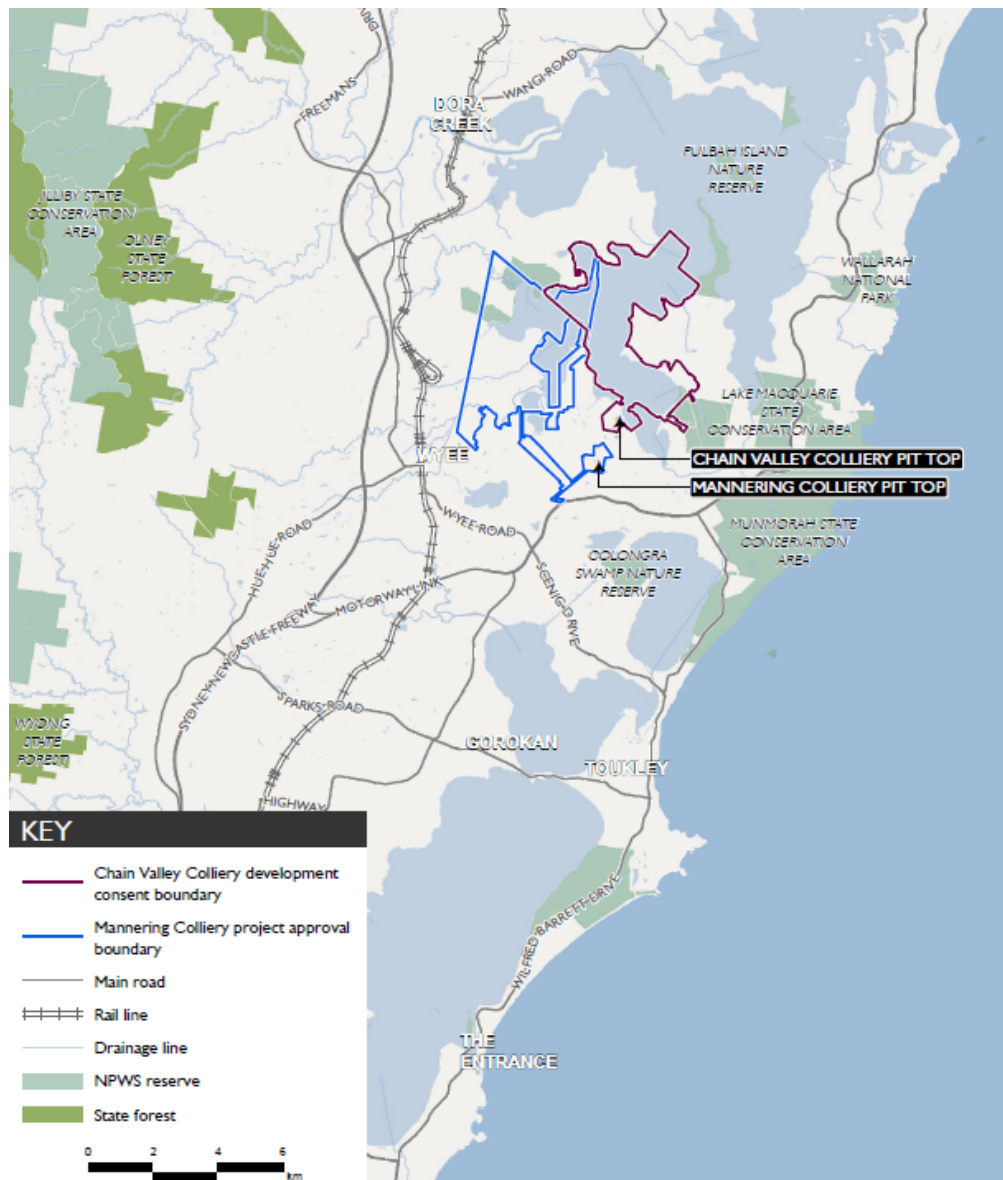 DRIV
FREEMANS
WANGI ROAD
DORA
CREEK
PULBAH ISLAND
NATURE
RESERVE
JILLIBY STATE
CONSERVATION
AREA
OLNEY
STATE
FOREST
WALLARAH
NATIONAL
PARK
LAKE MACQUARIE
STATE
CONSERVATION AREA
WYEE
CHAIN VALLEY COLLIERY PIT TOP
MANNERING COLLIERY PIT TOP
WYEE ROAD
MUNMORAH STATE
CONSERVATION
AREA
HUE HUE ROAD
COLONGRA
SWAMP NATURE
RESERVE
SCENIC DRIVE
MOTORWAY LINK
SYDNEY-NEWCASTLE FREEWAY
SPARKS ROAD
WYONG
STATE
FOREST
GOROKAN
TOUKLEY
HIGHWAY
KEY
Chain Valley Colliery development
consent boundary
Mannering Colliery project approval
boundary
Main road
Rail line
Drainage line
NPWS reserve
State forest
0 2 4 6
km
WILFRED BARRETT DRIVE
THE
ENTRANCE